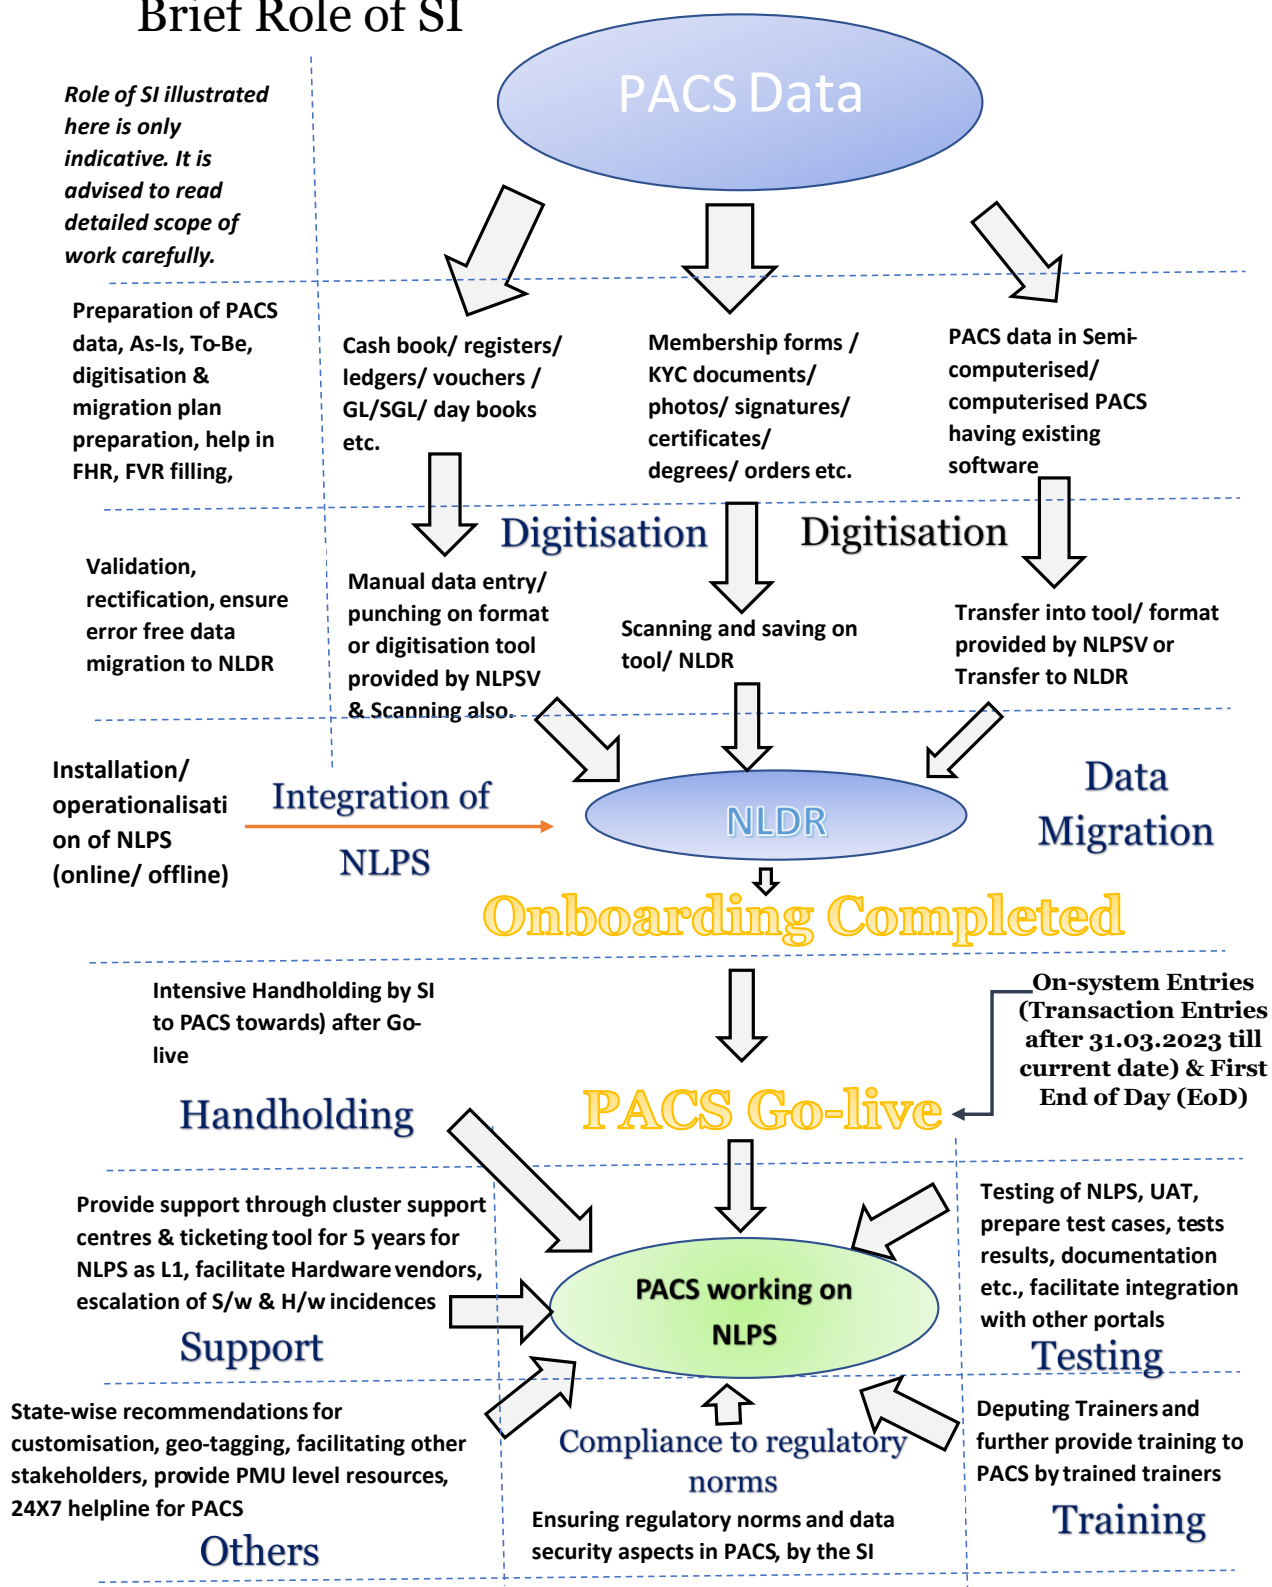 Brief Role of SI
PACS Data
Role of SI illustrated
here is only
indicative. It is
advised to read
detailed scope of
work carefully.
Preparation of PACS
data, As-Is, To-Be,
digitisation &
migration plan
preparation, help in
FHR, FVR filling,
Cash book/ registers/
ledgers/ vouchers /
GL/SGL/ day books
etc.
Membership forms /
KYC documents/
photos/ signatures/
certificates/
degrees/ orders etc.
PACS data in Semi-
computerised/
computerised PACS
having existing
software
Digitisation
Digitisation
Validation,
rectification, ensure
error free data
migration to NLDR
Manual data entry/
punching on format
or digitisation tool
provided by NLPSV
& Scanning also.
Scanning and saving on
tool/ NLDR
Transfer into tool/ format
provided by NLPSV or
Transfer to NLDR
Installation/
operationalisati
on of NLPS
(online/ offline)
Integration of
NLPS
NLDR
Data
Migration
Onboarding Completed
Intensive Handholding by SI
to PACS towards) after Go-
live
Handholding
On-system Entries
(Transaction Entries
after 31.03.2023 till
current date) & First
End of Day (EoD)
PACS Go-live
Provide support through cluster support
centres & ticketing tool for 5 years for
NLPS as L1, facilitate Hardware vendors,
escalation of S/w & H/w incidences
Support
PACS working on
NLPS
Testing of NLPS, UAT,
prepare test cases, tests
results, documentation
etc., facilitate integration
with other portals
Testing
State-wise recommendations for
customisation, geo-tagging, facilitating other
stakeholders, provide PMU level resources,
24X7 helpline for PACS
Others
Compliance to regulatory
norms
Ensuring regulatory norms and data
security aspects in PACS, by the SI
Deputing Trainers and
further provide training to
PACS by trained trainers
Training